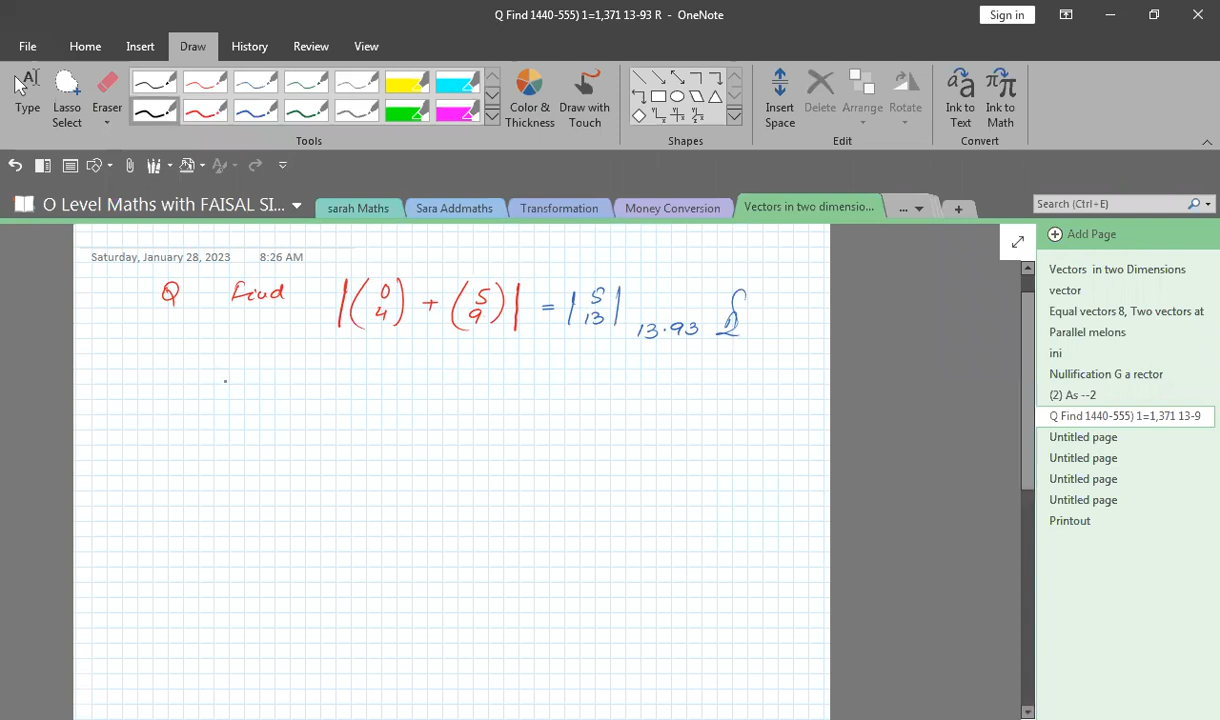 Q Find 1440-555) 1=1,371 13-93 R - OneNote
Sign in
File Home Insert Draw History Review View
Type
Lasso Select
Eraser
Color & Thickness
Draw with Touch
Insert Space
Delete
Arrange
Rotate
Ink to Text
Ink to Math
Tools
Shapes
Edit
Convert
O Level Maths with FAISAL SI...
sarah Maths
Sara Addmaths
Transformation
Money Conversion
Vectors in two dimensio...
...
+
Search (Ctrl+E)
Saturday, January 28, 2023 8:26 AM
Q Find |(0 4) + (5 9)| = |5 13|
13.93
Add Page
Vectors in two Dimensions
vector
Equal vectors 8, Two vectors at
Parallel melons
ini
Nullification G a rector
(2) As --2
Q Find 1440-555) 1=1,371 13-9
Untitled page
Untitled page
Untitled page
Untitled page
Printout